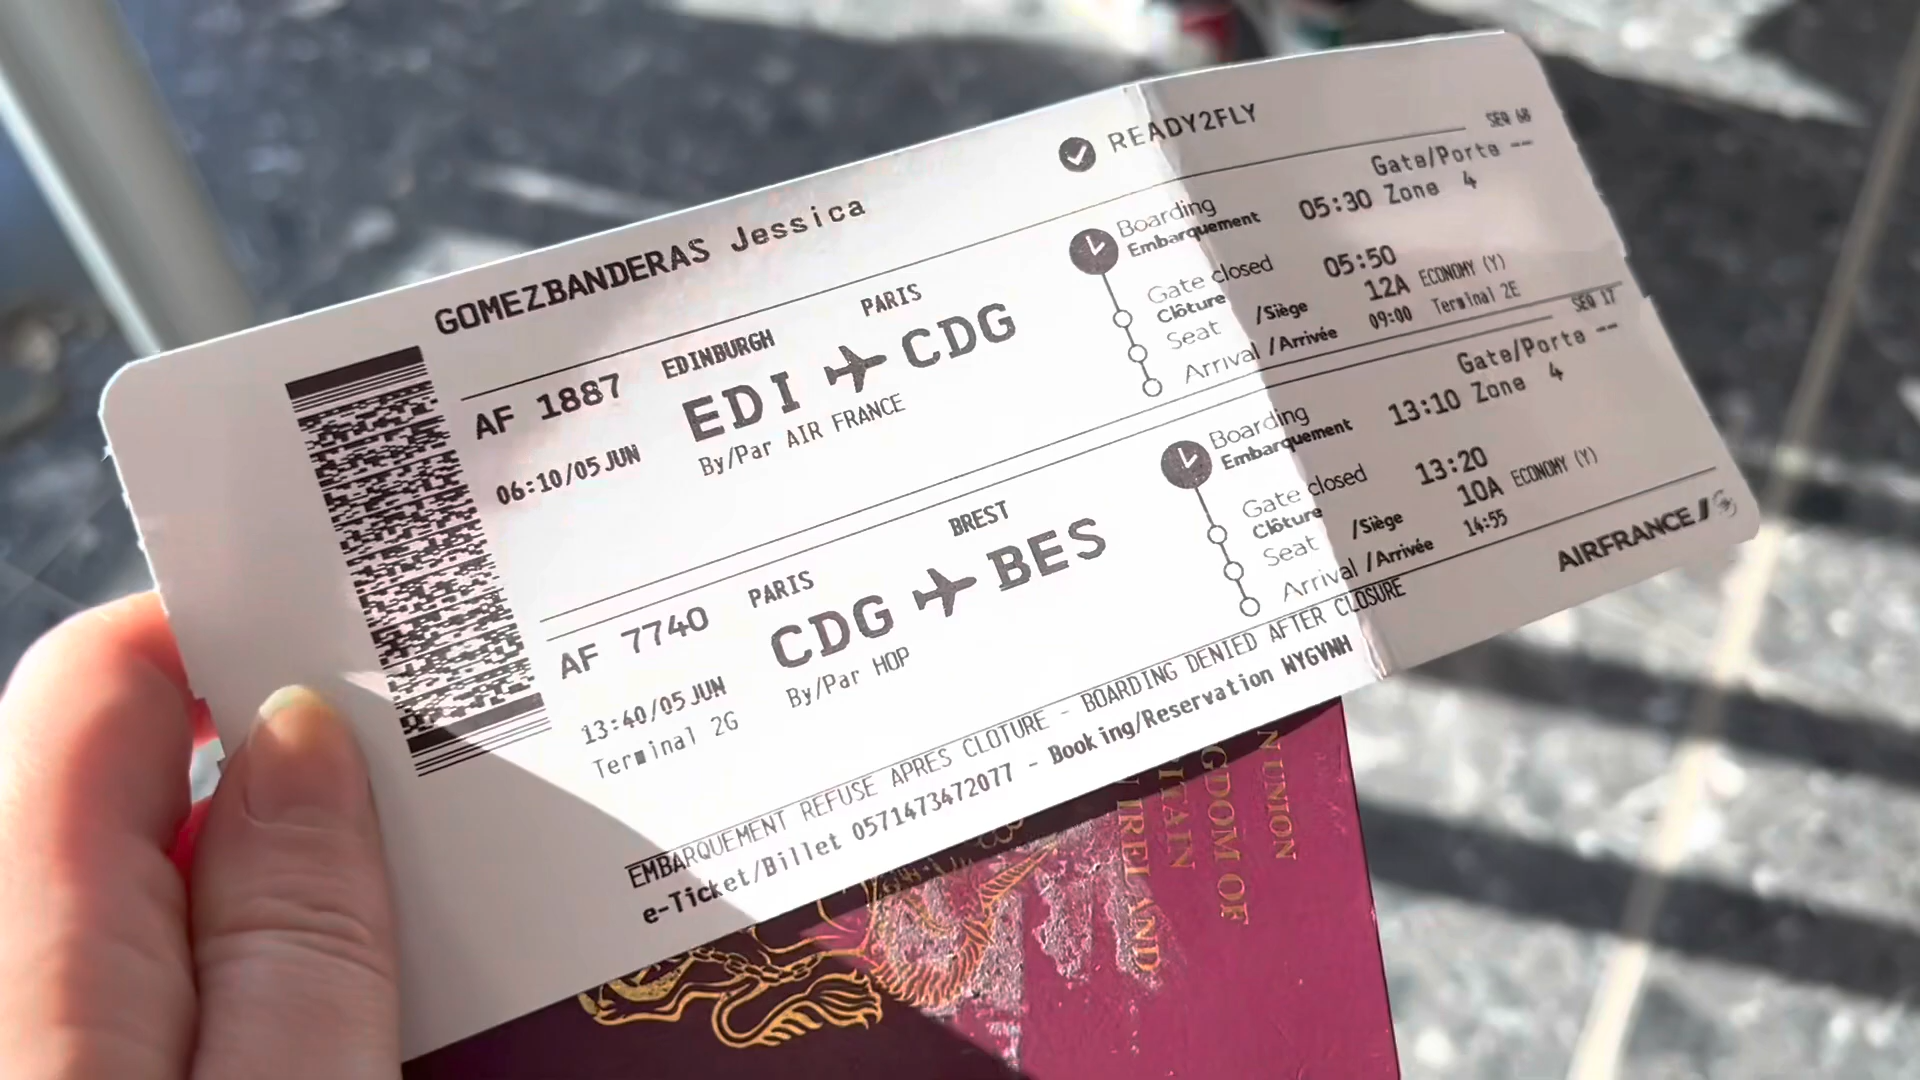 GOMEZBANDERAS Jessica
READY2FLY
SEQ 68
AF 1887
EDINBURGH
PARIS
EDI CDG
06:10/05JUN
By/Par AIR FRANCE
Gate/Porte --
Boarding
Embarquement
05:30 Zone 4
Gate closed
Clôture
05:50
Seat /Siège
12A ECONOMY (Y)
Arrival /Arrivée
09:00 Terminal 2E
SEQ 17
AF 7740
PARIS
BREST
CDG BES
13:40/05JUN
By/Par HOP
Terminal 2G
Gate/Porte --
Boarding
Embarquement
13:10 Zone 4
Gate closed
Clôture
13:20
Seat /Siège
10A ECONOMY (Y)
Arrival /Arrivée
14:55
EMBARQUEMENT REFUSE APRES CLOTURE - BOARDING DENIED AFTER CLOSURE
e-Ticket/Billet 0571473472077 - Booking/Reservation WYGVNH
AIRFRANCE
N UNION
GDOM OF
ITAIN
IRELAND